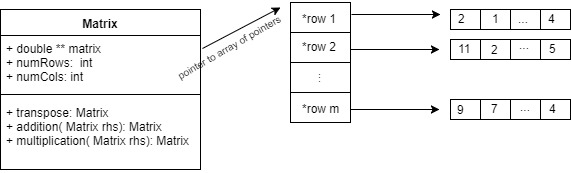 Matrix
+ double ** matrix
+ numRows: int
+ numCols: int
+ transpose: Matrix
+ addition( Matrix rhs): Matrix
+ multiplication( Matrix rhs): Matrix
pointer to array of pointers
*row 1
*row 2
⋮
*row m
2 1 ... 4
11 2 ... 5
9 7 ... 4